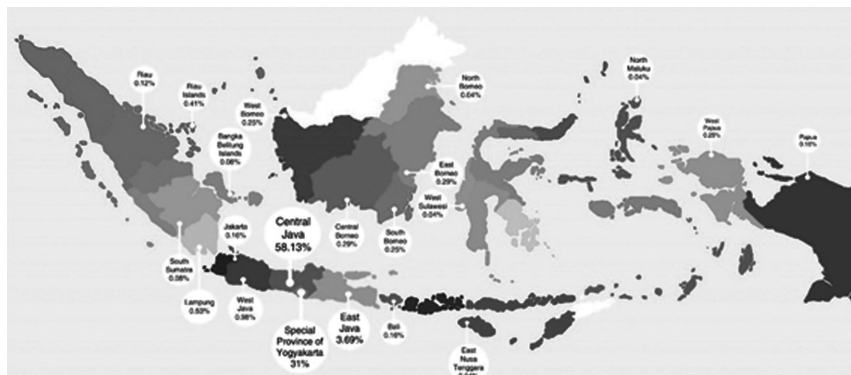 Riau
0.12%
Riau
Islands
0.41%
West
Borneo
0.25%
Bangka
Belitung
Islands
0.08%
North
Borneo
0.04%
North
Maluku
0.04%
West
Papua
0.29%
Papua
0.16%
East
Borneo
0.29%
West
Sulawesi
0.04%
Jakarta
0.16%
Central
Java
58.13%
Central
Borneo
0.29%
South
Borneo
0.25%
South
Sumatra
0.08%
Lampung
0.53%
West
Java
0.98%
Special
Province of
Yogyakarta
31%
East
Java
3.69%
Bali
0.16%
East
Nusa
Tenggara